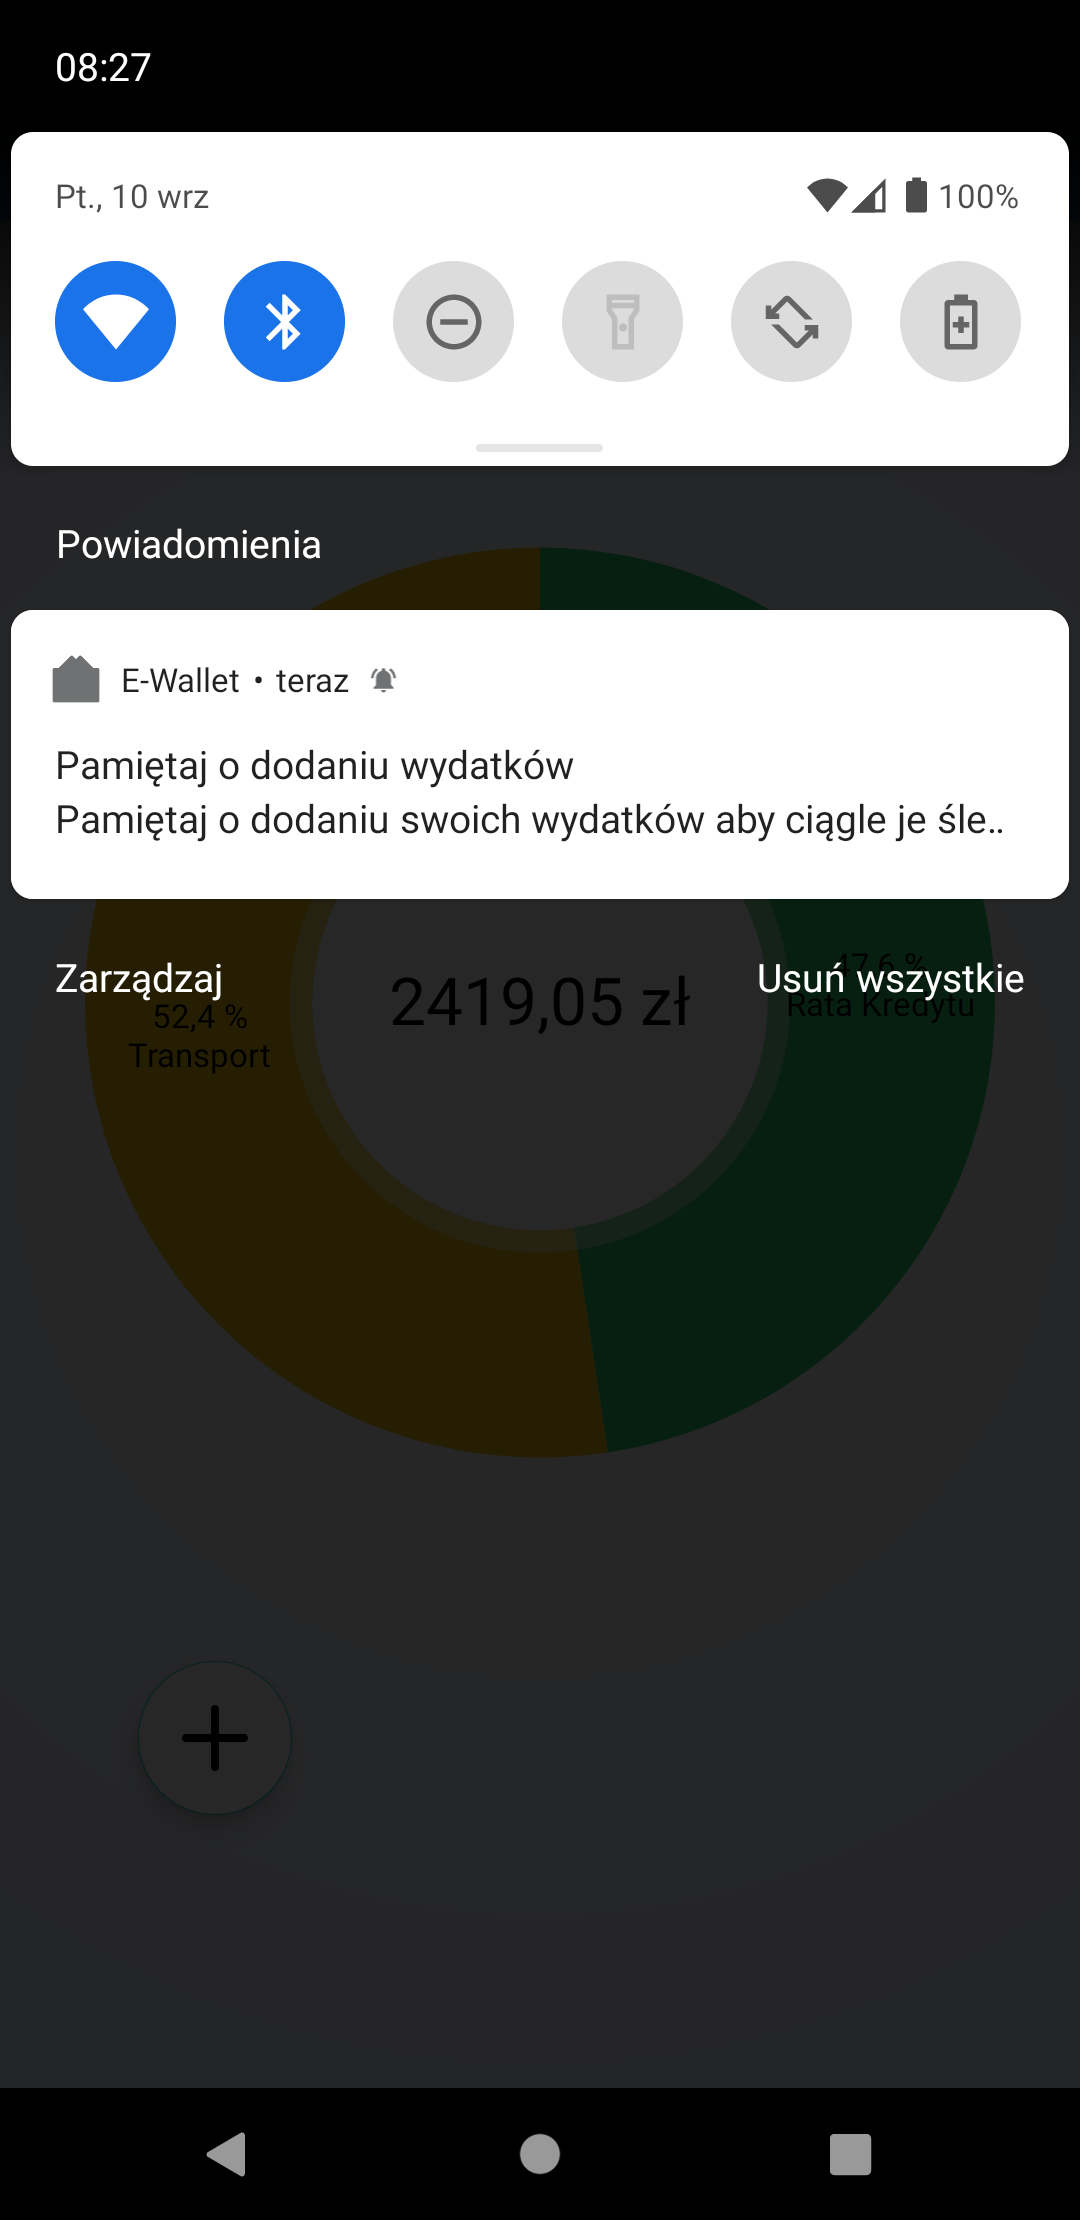 08:27
Pt., 10 wrz
100%
Powiadomienia
E-Wallet • teraz
Pamiętaj o dodaniu wydatków
Pamiętaj o dodaniu swoich wydatków aby ciągle je śle..
Zarządzaj
Usuń wszystkie
52,4 %
Transport
2419,05 zł
47,6 %
Rata Kredytu